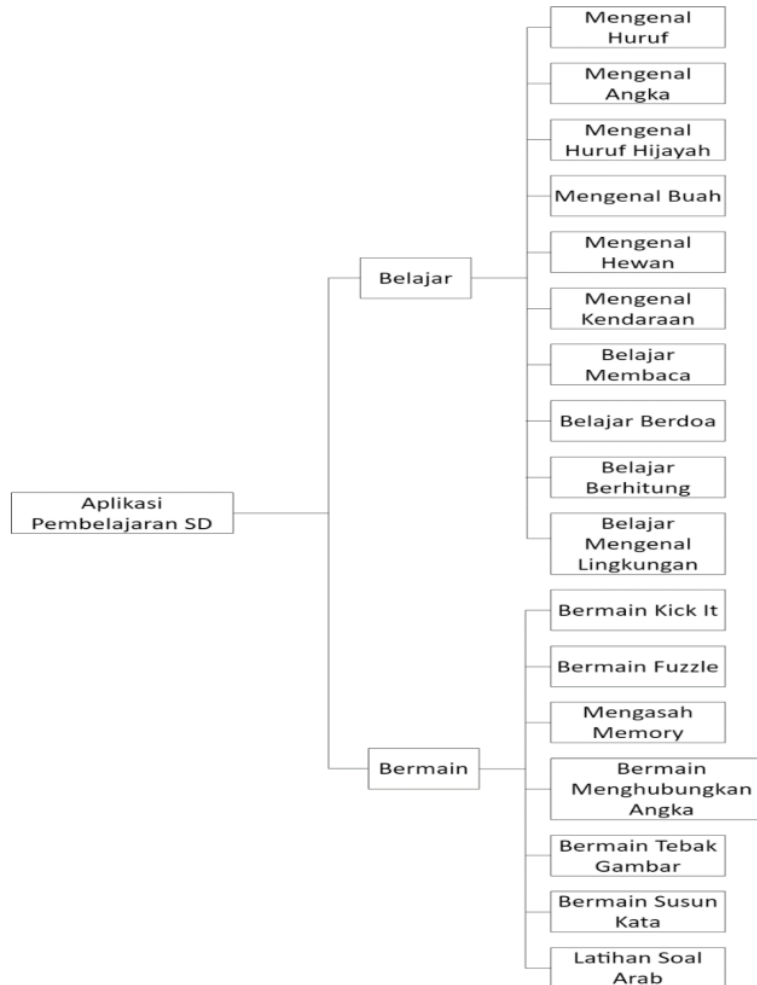 Mengenal
Huruf
Mengenal
Angka
Mengenal
Huruf Hijayah
Mengenal Buah
Mengenal
Hewan
Belajar
Mengenal
Kendaraan
Belajar
Membaca
Belajar Berdoa
Belajar
Berhitung
Aplikasi
Pembelajaran SD
Belajar
Mengenal
Lingkungan
Bermain Kick It
Bermain Fuzzle
Mengasah
Memory
Bermain
Bermain
Menghubungkan
Angka
Bermain Tebak
Gambar
Bermain Susun
Kata
Latihan Soal
Arab